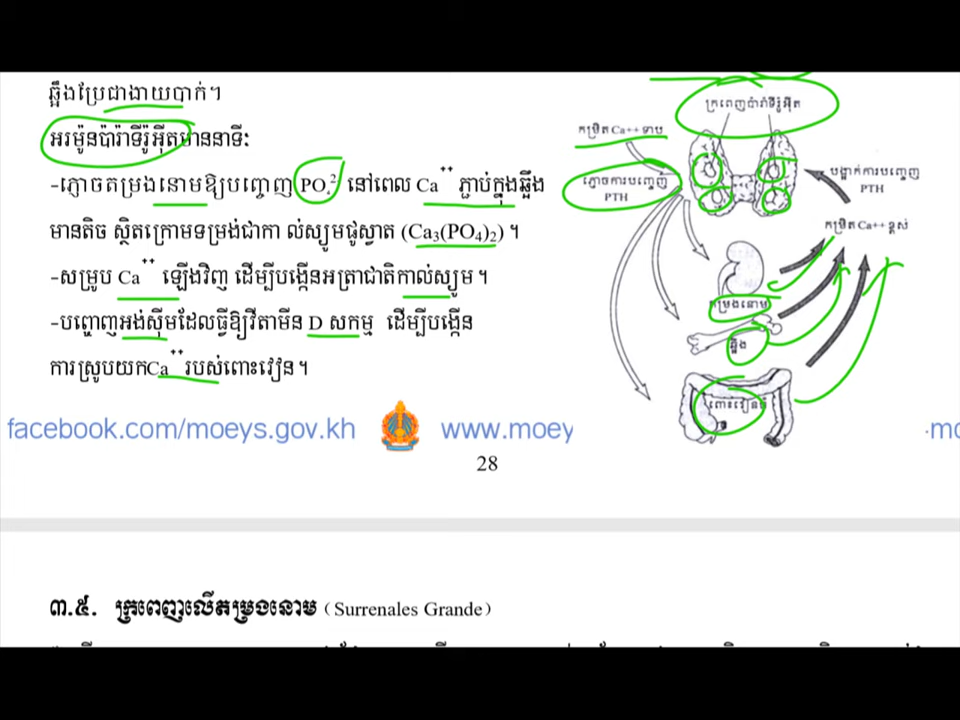 ឆ្អឹងប្រែជាងាយបាក់។
អរម៉ូនប៉ារ៉ាទីរ៉ូអ៊ីតមាននាទីៈ
-ភ្ញោចតម្រងនោមឱ្យបញ្ចេញ PO₄²⁻ នៅពេល Ca⁺⁺ ភ្ជាប់ក្នុងឆ្អឹង
មានតិច ស្ថិតក្រោមទម្រង់ជាកា ល់ស្យូមផូស្វាត (Ca₃(PO₄)₂) ។
-សម្រូប Ca⁺⁺ ឡើងវិញ ដើម្បីបង្កើនអត្រាជាតិកាល់ស្យូម ។
-បញ្ចោញអង់ស៊ីមដែលធ្វើឱ្យវីតាមីន D សកម្ម ដើម្បីបង្កើន
ការស្រូបយកCa⁺⁺របស់ពោះវៀន។
ក្រពេញប៉ារ៉ាទីរ៉ូអ៊ីត
កម្រិត Ca++ ទាប
ភ្ញោចការបញ្ចេញ
PTH
បង្អាក់ការបញ្ចេញ
PTH
កម្រិត Ca++ ខ្ពស់
តម្រងនោម
ឆ្អឹង
ពោះវៀនធំ
facebook.com/moeys.gov.kh
www.moey
28
៣.៥. ក្រពេញលើតម្រងនោម (Surrenales Grande)